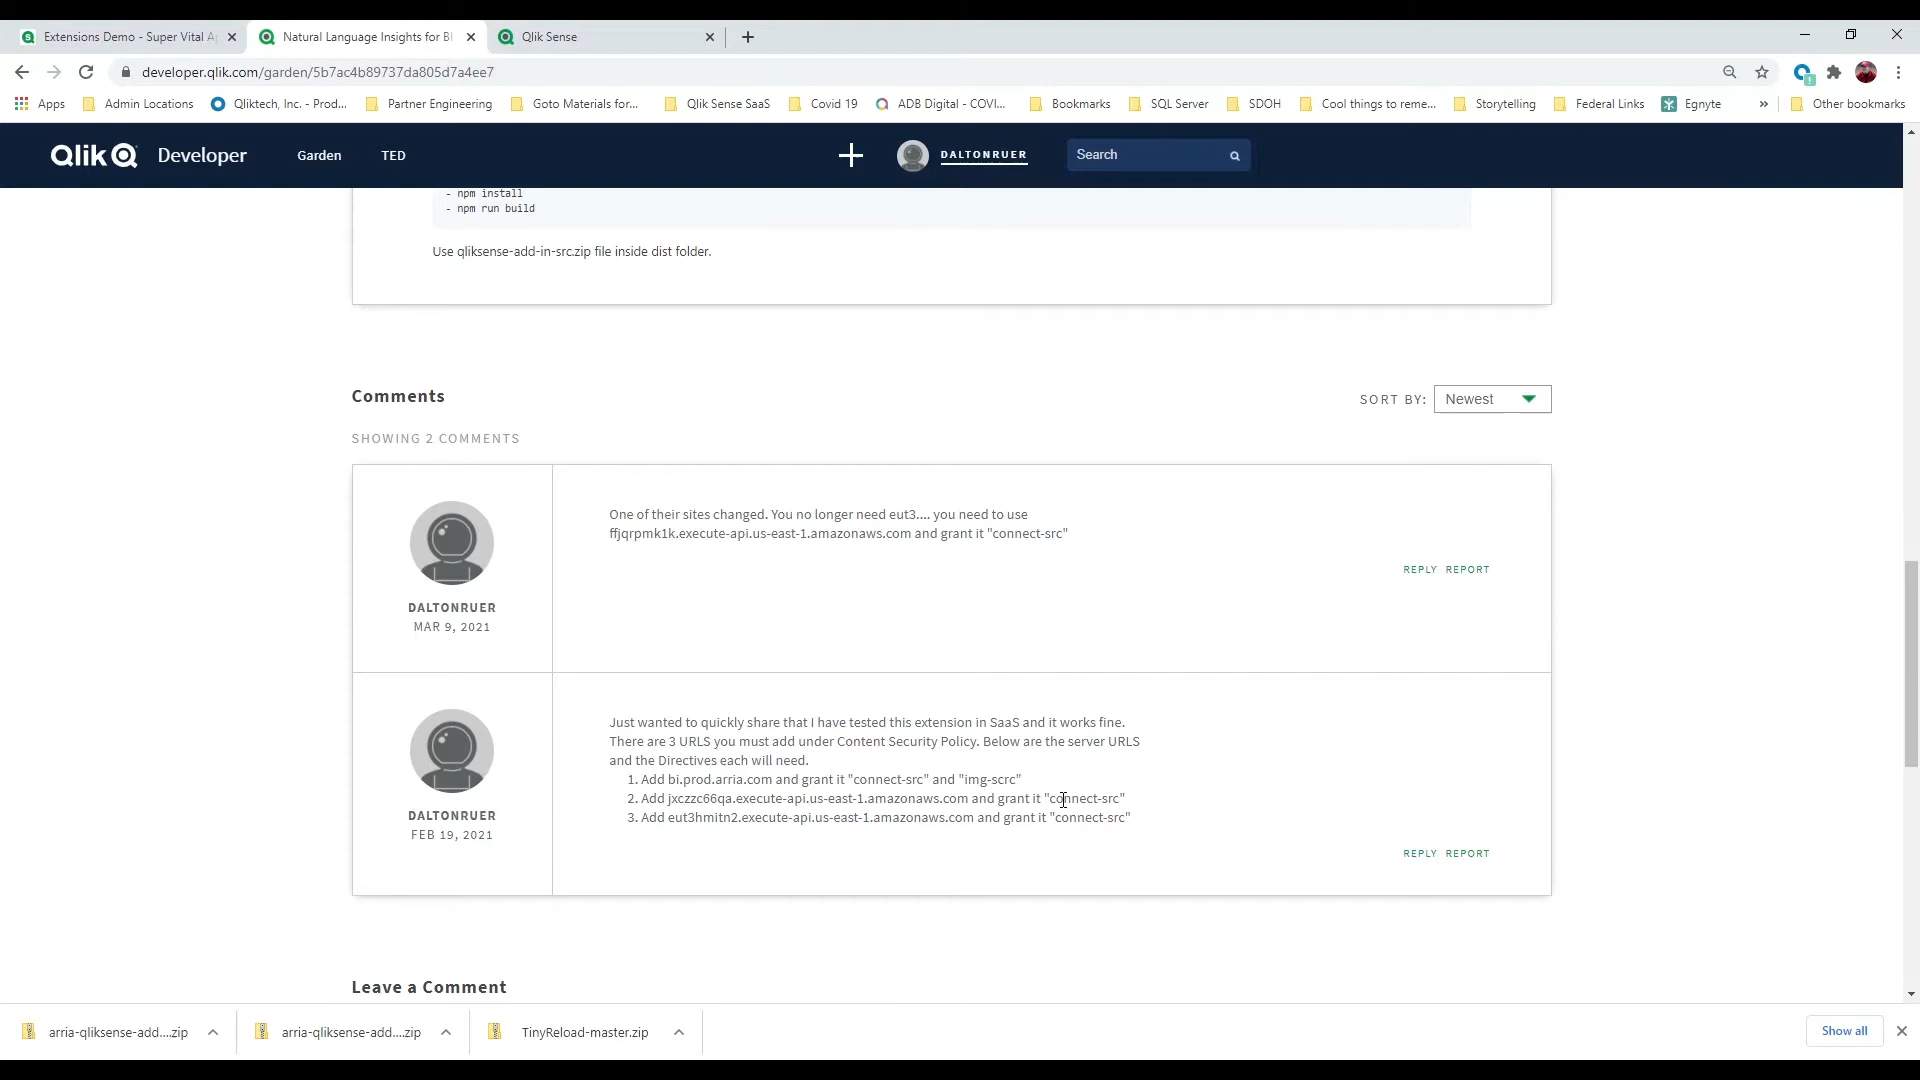 Extensions Demo - Super Vital Ap
Natural Language Insights for BI
Qlik Sense
developer.qlik.com/garden/5b7ac4b89737da805d7a4ee7
Apps
Admin Locations
Qliktech, Inc. - Prod...
Partner Engineering
Goto Materials for...
Qlik Sense SaaS
Covid 19
ADB Digital - COVI...
Bookmarks
SQL Server
SDOH
Cool things to reme...
Storytelling
Federal Links
Egnyte
»
Other bookmarks
Qlik Developer
Garden
TED
DALTONRUER
Search
- npm install
- npm run build
Use qliksense-add-in-src.zip file inside dist folder.
Comments
SORT BY: Newest
SHOWING 2 COMMENTS
One of their sites changed. You no longer need eut3.... you need to use
ffjqrpmk1k.execute-api.us-east-1.amazonaws.com and grant it "connect-src"
REPLY REPORT
DALTONRUER
MAR 9, 2021
Just wanted to quickly share that I have tested this extension in SaaS and it works fine.
There are 3 URLS you must add under Content Security Policy. Below are the server URLS
and the Directives each will need.
1. Add bi.prod.arria.com and grant it "connect-src" and "img-scrc"
2. Add jxczzc66qa.execute-api.us-east-1.amazonaws.com and grant it "connect-src"
3. Add eut3hmitn2.execute-api.us-east-1.amazonaws.com and grant it "connect-src"
REPLY REPORT
DALTONRUER
FEB 19, 2021
Leave a Comment
arria-qliksense-add....zip
arria-qliksense-add....zip
TinyReload-master.zip
Show all